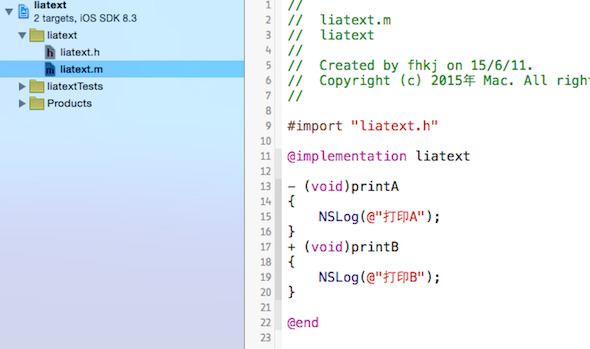 liatext
2 targets, iOS SDK 8.3
liatext
liatext.h
liatext.m
liatextTests
Products
1 //
2 // liatext.m
3 // liatext
4 //
5 // Created by fhkj on 15/6/11.
6 // Copyright (c) 2015年 Mac. All righ
7 //
8
9 #import "liatext.h"
10
11 @implementation liatext
12
13 - (void)printA
14 {
15 NSLog(@"打印A");
16 }
17 + (void)printB
18 {
19 NSLog(@"打印B");
20 }
21
22 @end
23